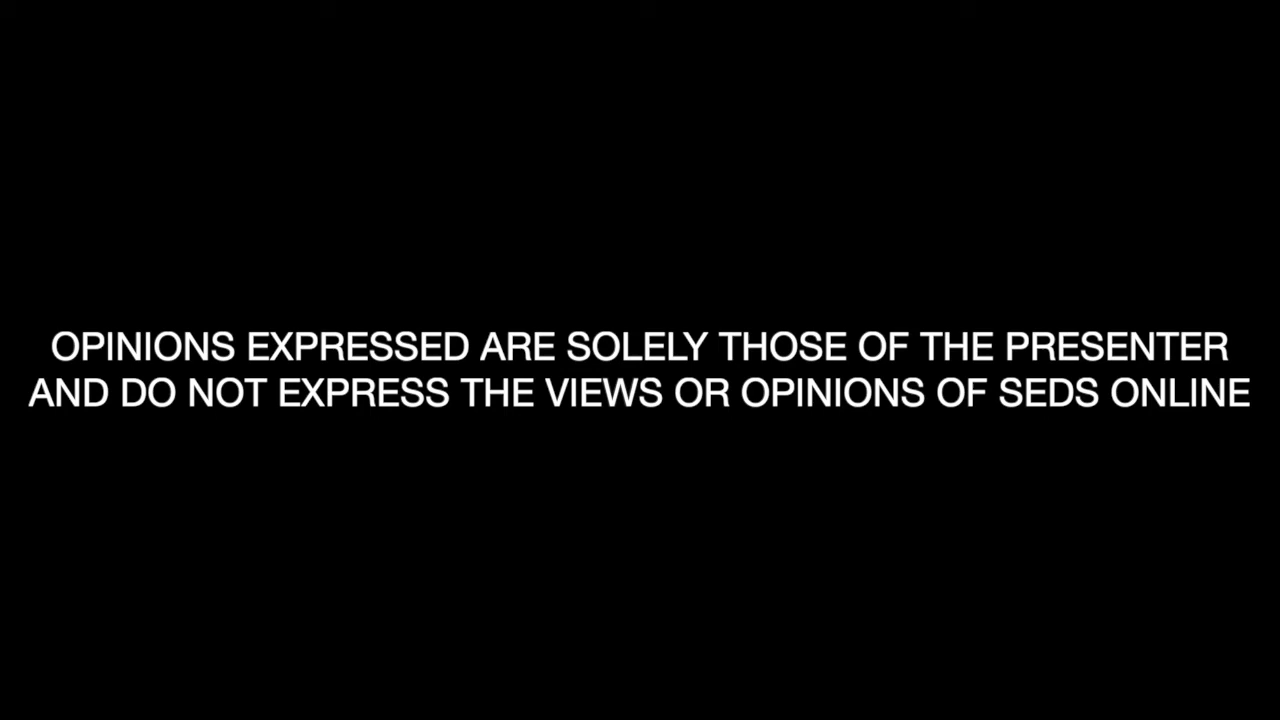 OPINIONS EXPRESSED ARE SOLELY THOSE OF THE PRESENTER
AND DO NOT EXPRESS THE VIEWS OR OPINIONS OF SEDS ONLINE